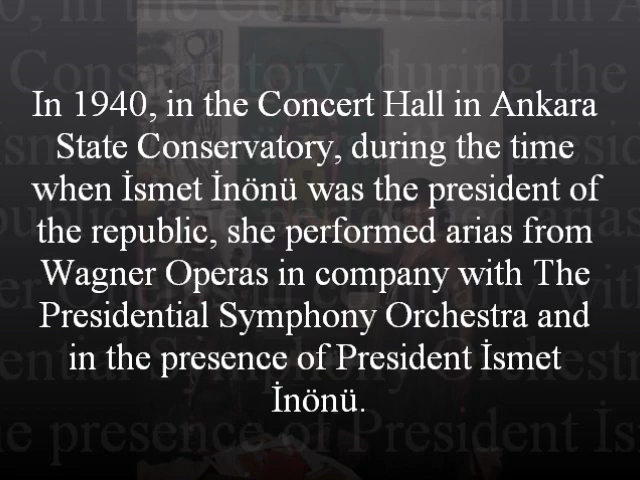 In 1940, in the Concert Hall in Ankara
State Conservatory, during the time
when İsmet İnönü was the president of
the republic, she performed arias from
Wagner Operas in company with The
Presidential Symphony Orchestra and
in the presence of President İsmet
İnönü.